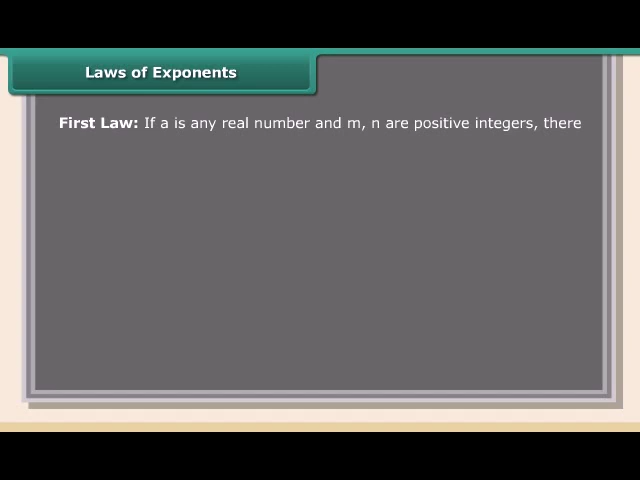 Laws of Exponents
First Law: If a is any real number and m, n are positive integers, there